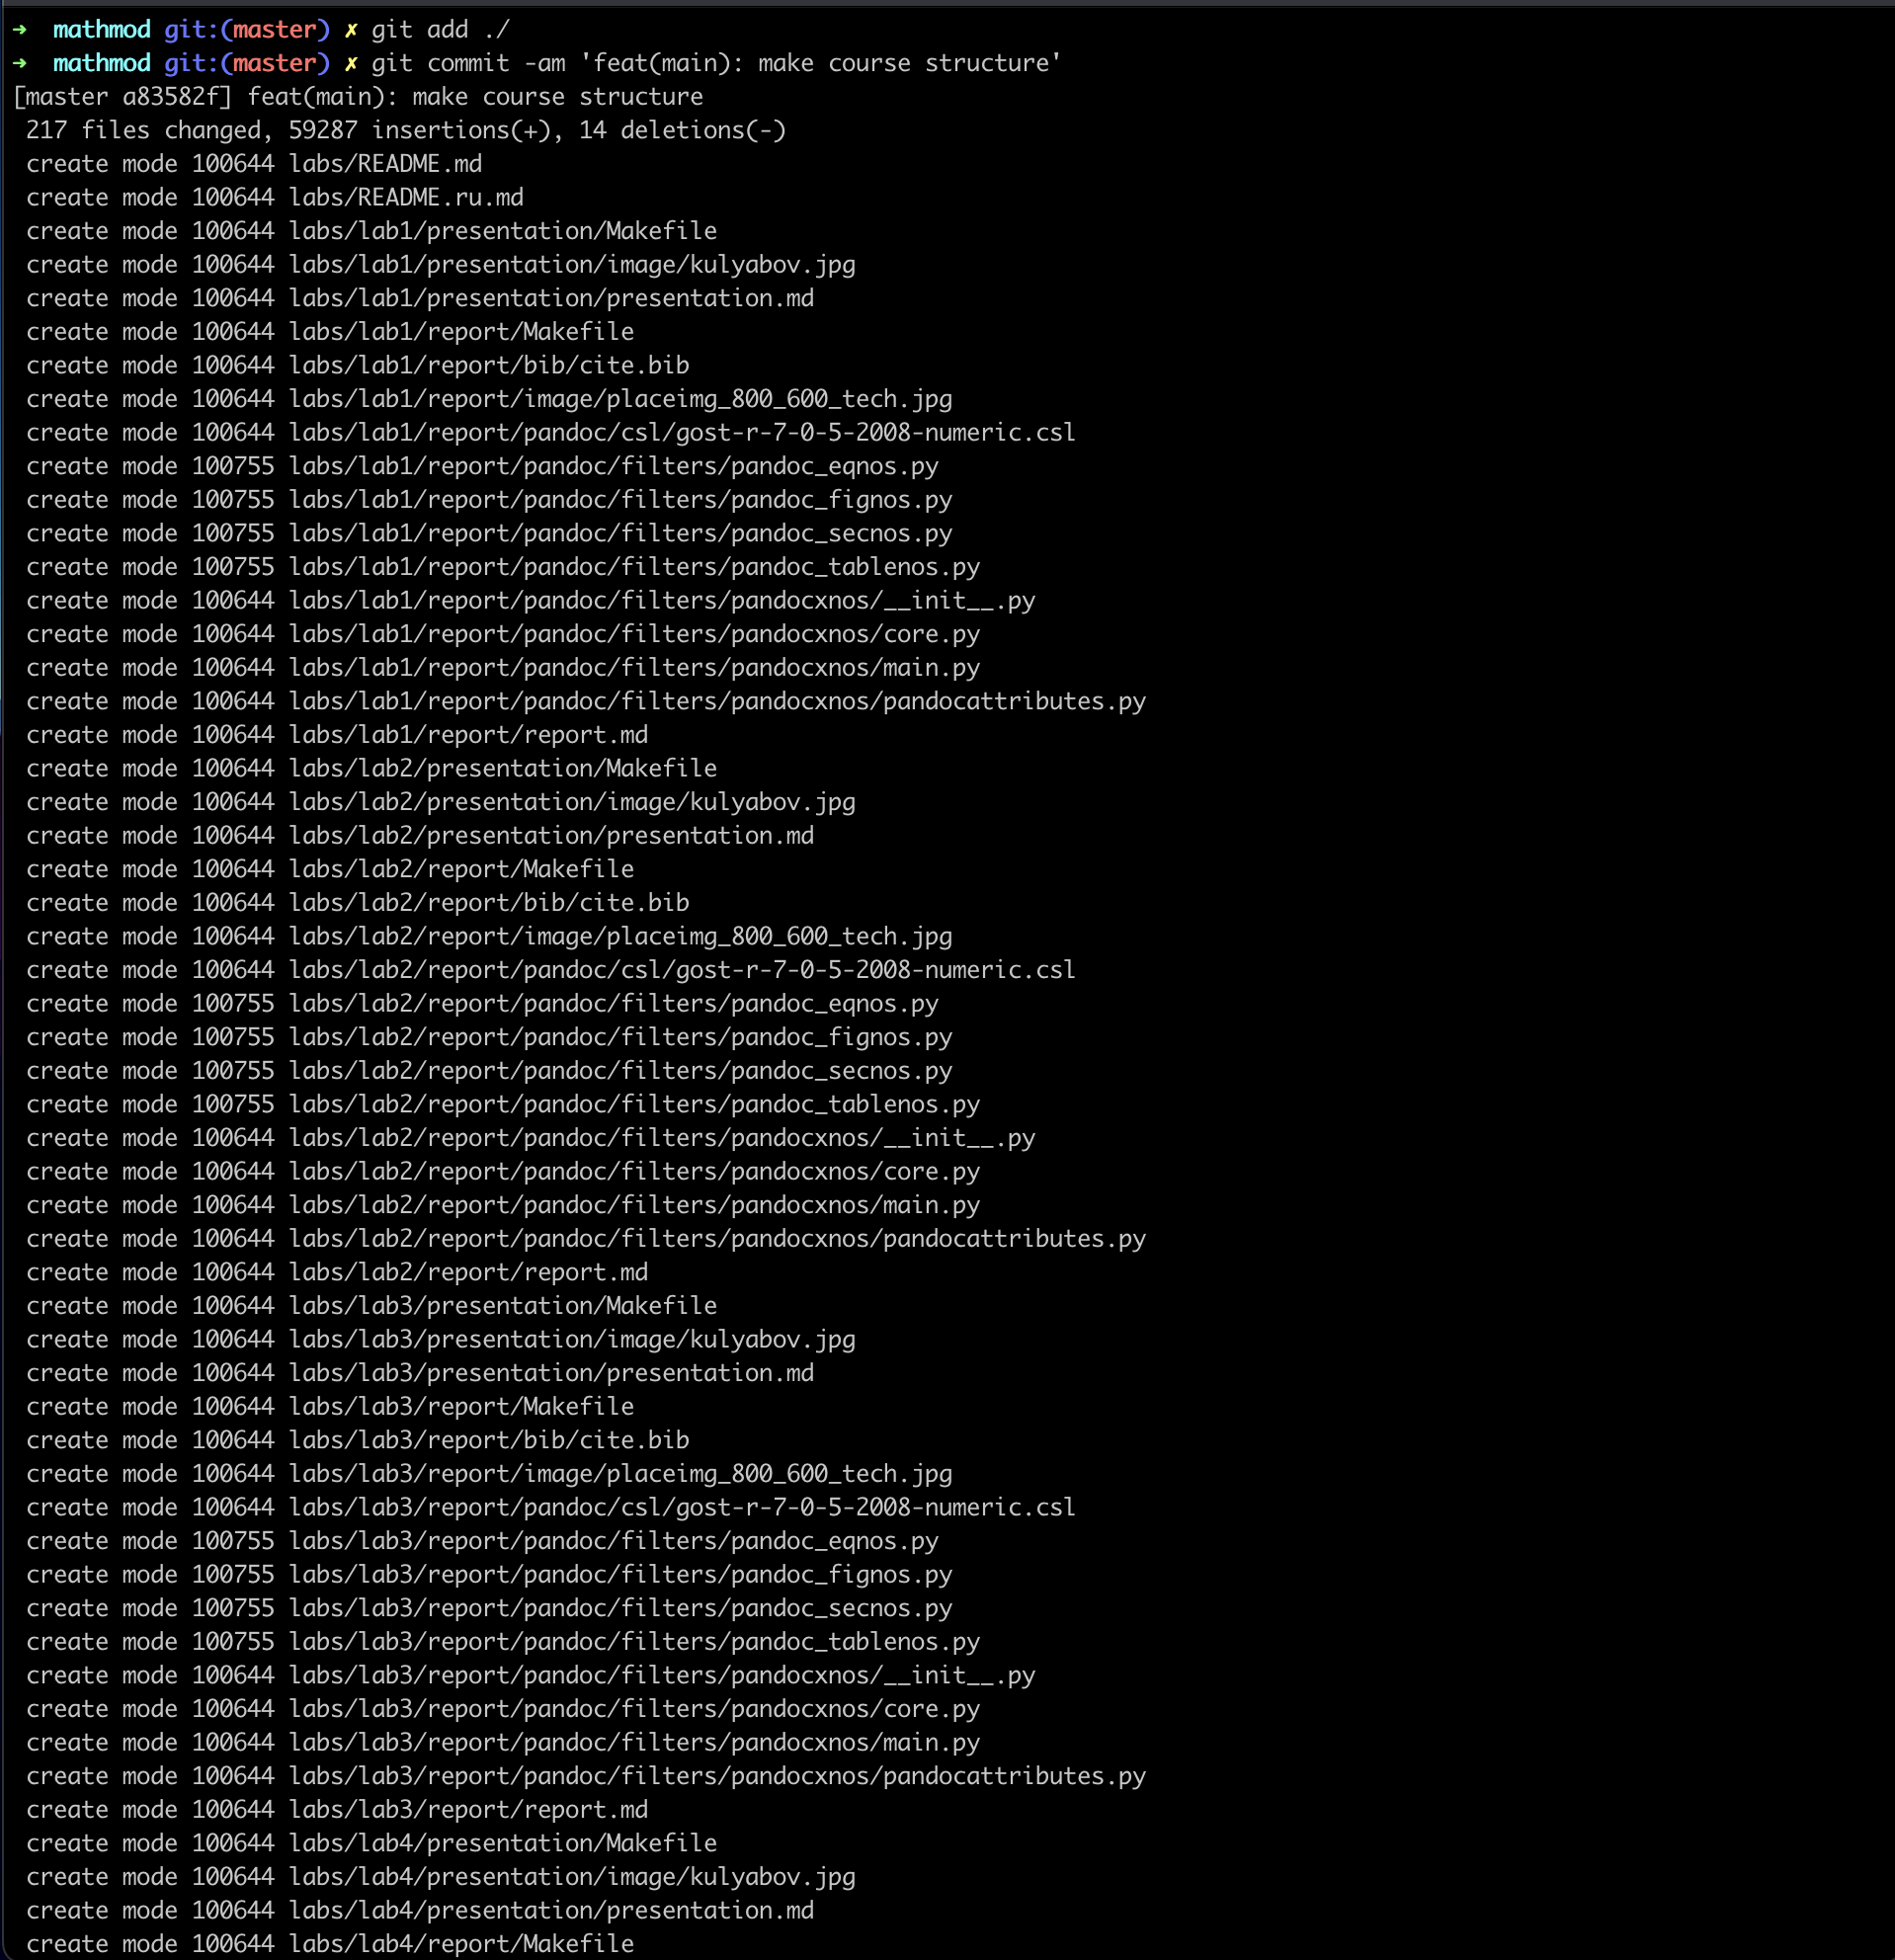 ➜  mathmod git:(master) ✗ git add ./
➜  mathmod git:(master) ✗ git commit -am 'feat(main): make course structure'
[master a83582f] feat(main): make course structure
 217 files changed, 59287 insertions(+), 14 deletions(-)
 create mode 100644 labs/README.md
 create mode 100644 labs/README.ru.md
 create mode 100644 labs/lab1/presentation/Makefile
 create mode 100644 labs/lab1/presentation/image/kulyabov.jpg
 create mode 100644 labs/lab1/presentation/presentation.md
 create mode 100644 labs/lab1/report/Makefile
 create mode 100644 labs/lab1/report/bib/cite.bib
 create mode 100644 labs/lab1/report/image/placeimg_800_600_tech.jpg
 create mode 100644 labs/lab1/report/pandoc/csl/gost-r-7-0-5-2008-numeric.csl
 create mode 100755 labs/lab1/report/pandoc/filters/pandoc_eqnos.py
 create mode 100755 labs/lab1/report/pandoc/filters/pandoc_fignos.py
 create mode 100755 labs/lab1/report/pandoc/filters/pandoc_secnos.py
 create mode 100755 labs/lab1/report/pandoc/filters/pandoc_tablenos.py
 create mode 100644 labs/lab1/report/pandoc/filters/pandocxnos/__init__.py
 create mode 100644 labs/lab1/report/pandoc/filters/pandocxnos/core.py
 create mode 100644 labs/lab1/report/pandoc/filters/pandocxnos/main.py
 create mode 100644 labs/lab1/report/pandoc/filters/pandocxnos/pandocattributes.py
 create mode 100644 labs/lab1/report/report.md
 create mode 100644 labs/lab2/presentation/Makefile
 create mode 100644 labs/lab2/presentation/image/kulyabov.jpg
 create mode 100644 labs/lab2/presentation/presentation.md
 create mode 100644 labs/lab2/report/Makefile
 create mode 100644 labs/lab2/report/bib/cite.bib
 create mode 100644 labs/lab2/report/image/placeimg_800_600_tech.jpg
 create mode 100644 labs/lab2/report/pandoc/csl/gost-r-7-0-5-2008-numeric.csl
 create mode 100755 labs/lab2/report/pandoc/filters/pandoc_eqnos.py
 create mode 100755 labs/lab2/report/pandoc/filters/pandoc_fignos.py
 create mode 100755 labs/lab2/report/pandoc/filters/pandoc_secnos.py
 create mode 100755 labs/lab2/report/pandoc/filters/pandoc_tablenos.py
 create mode 100644 labs/lab2/report/pandoc/filters/pandocxnos/__init__.py
 create mode 100644 labs/lab2/report/pandoc/filters/pandocxnos/core.py
 create mode 100644 labs/lab2/report/pandoc/filters/pandocxnos/main.py
 create mode 100644 labs/lab2/report/pandoc/filters/pandocxnos/pandocattributes.py
 create mode 100644 labs/lab2/report/report.md
 create mode 100644 labs/lab3/presentation/Makefile
 create mode 100644 labs/lab3/presentation/image/kulyabov.jpg
 create mode 100644 labs/lab3/presentation/presentation.md
 create mode 100644 labs/lab3/report/Makefile
 create mode 100644 labs/lab3/report/bib/cite.bib
 create mode 100644 labs/lab3/report/image/placeimg_800_600_tech.jpg
 create mode 100644 labs/lab3/report/pandoc/csl/gost-r-7-0-5-2008-numeric.csl
 create mode 100755 labs/lab3/report/pandoc/filters/pandoc_eqnos.py
 create mode 100755 labs/lab3/report/pandoc/filters/pandoc_fignos.py
 create mode 100755 labs/lab3/report/pandoc/filters/pandoc_secnos.py
 create mode 100755 labs/lab3/report/pandoc/filters/pandoc_tablenos.py
 create mode 100644 labs/lab3/report/pandoc/filters/pandocxnos/__init__.py
 create mode 100644 labs/lab3/report/pandoc/filters/pandocxnos/core.py
 create mode 100644 labs/lab3/report/pandoc/filters/pandocxnos/main.py
 create mode 100644 labs/lab3/report/pandoc/filters/pandocxnos/pandocattributes.py
 create mode 100644 labs/lab3/report/report.md
 create mode 100644 labs/lab4/presentation/Makefile
 create mode 100644 labs/lab4/presentation/image/kulyabov.jpg
 create mode 100644 labs/lab4/presentation/presentation.md
 create mode 100644 labs/lab4/report/Makefile